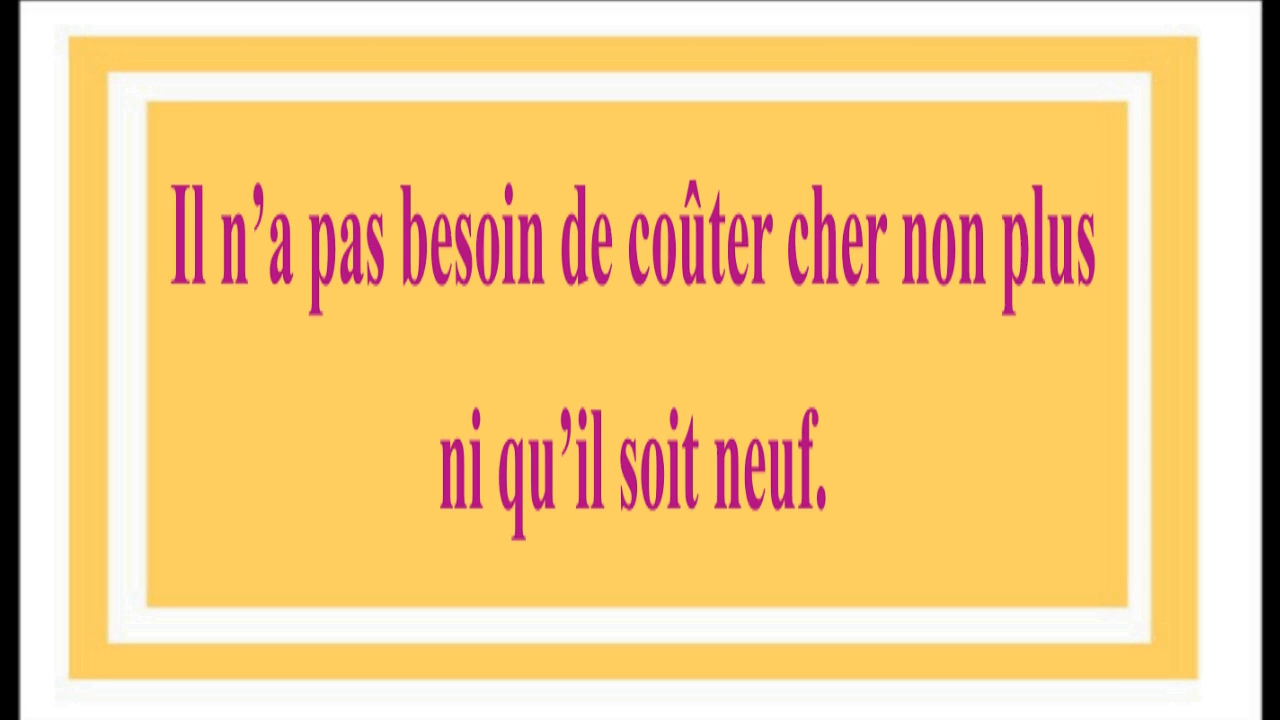 Il n’a pas besoin de coûter cher non plus
ni qu’il soit neuf.